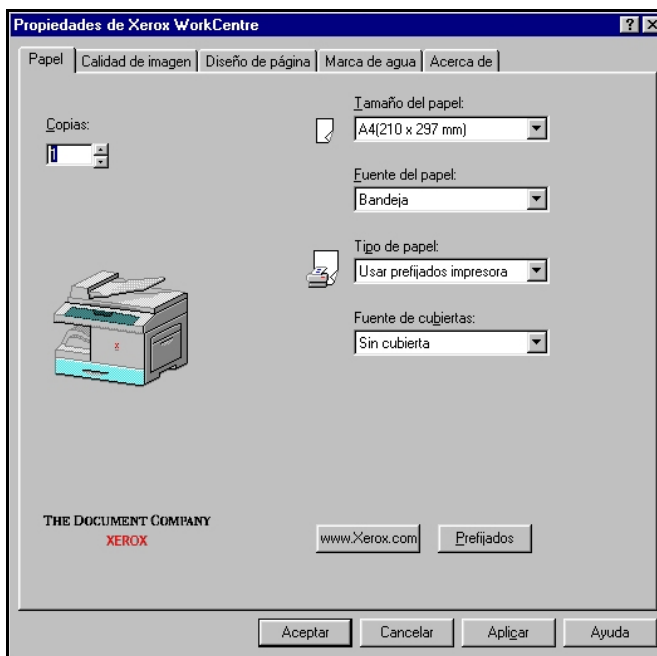 Propiedades de Xerox WorkCentre
Papel Calidad de imagen Diseño de página Marca de agua Acerca de
Copias:
1
Tamaño del papel:
A4(210 x 297 mm)
Fuente del papel:
Bandeja
Tipo de papel:
Usar prefijados impresora
Fuente de cubiertas:
Sin cubierta
THE DOCUMENT COMPANY
XEROX
www.Xerox.com Prefijados
Aceptar Cancelar Aplicar Ayuda